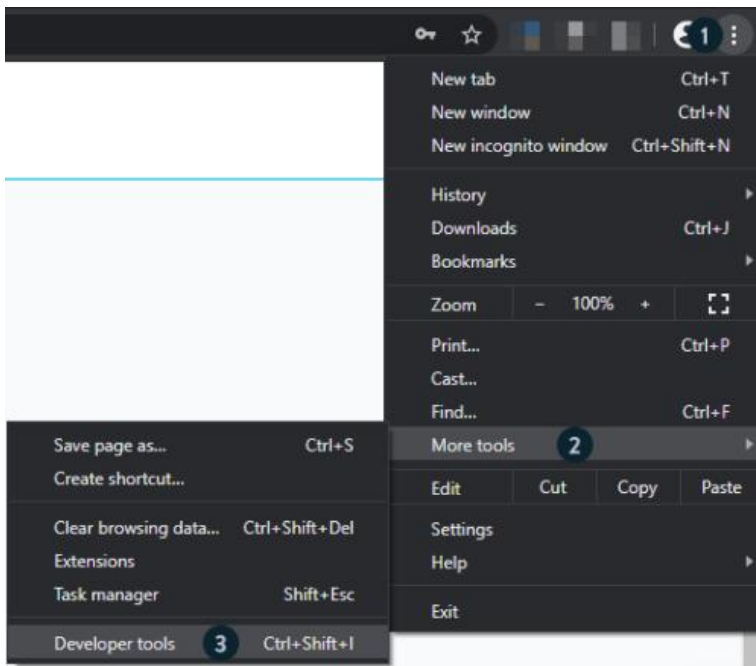 1
New tab Ctrl+T
New window Ctrl+N
New incognito window Ctrl+Shift+N
History
Downloads Ctrl+J
Bookmarks
Zoom - 100% +
Print... Ctrl+P
Cast...
Find... Ctrl+F
More tools 2
Edit Cut Copy Paste
Settings
Help
Exit
Save page as... Ctrl+S
Create shortcut...
Clear browsing data... Ctrl+Shift+Del
Extensions
Task manager Shift+Esc
Developer tools 3 Ctrl+Shift+I